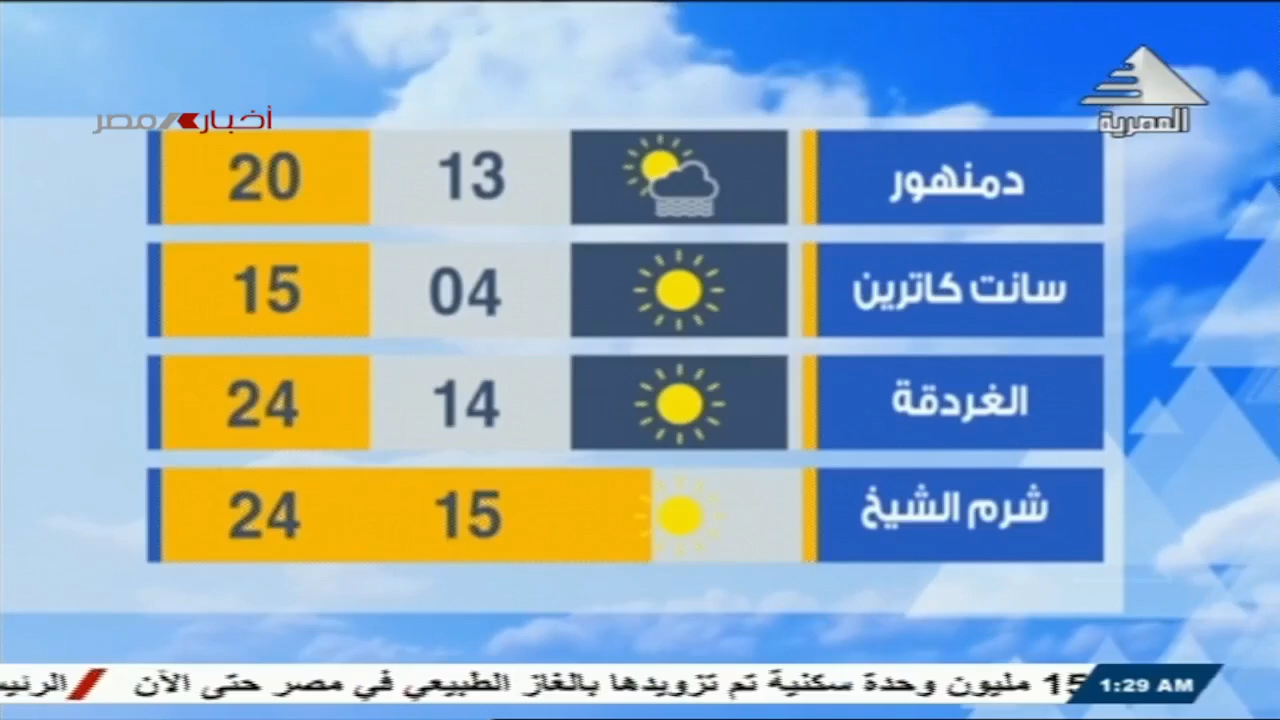 أخبار مصر
المصرية
دمنهور 13 20
سانت كاترين 04 15
الغردقة 14 24
شرم الشيخ 15 24
15 مليون وحدة سكنية تم تزويدها بالغاز الطبيعي في مصر حتى الآن
1:29 AM